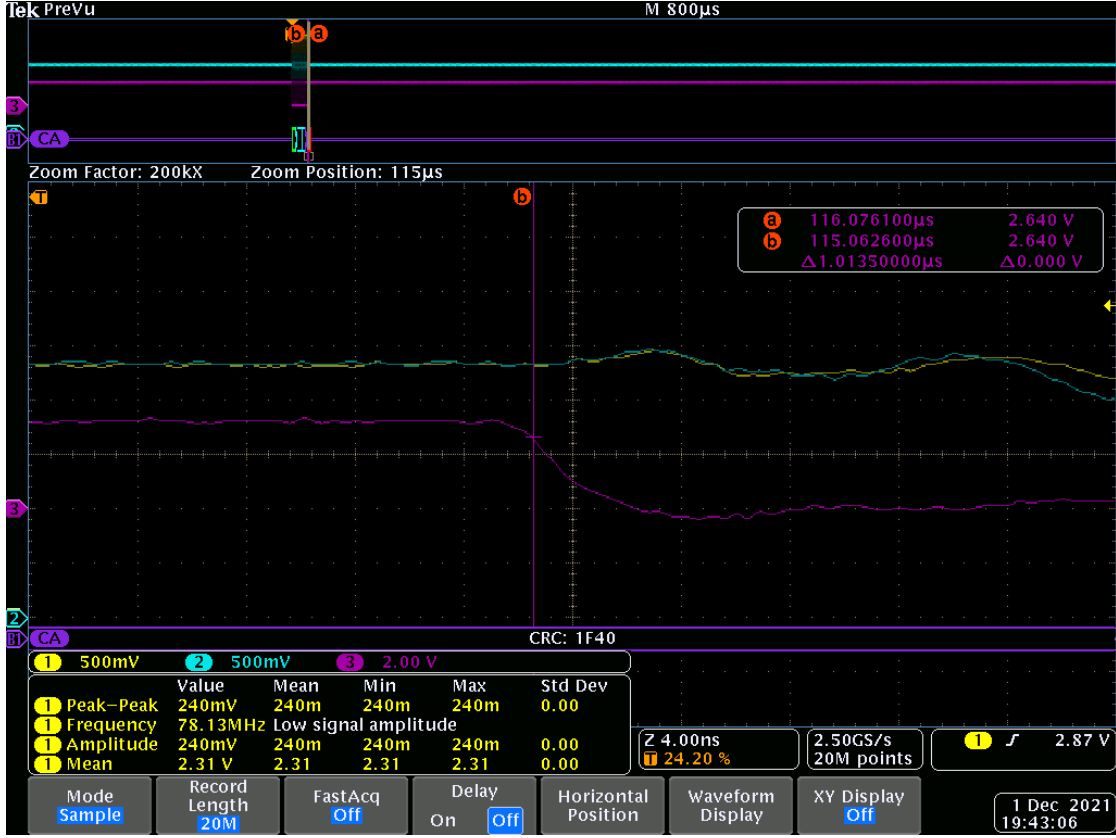 Tek PreVu M 800µs
b a
3
B1 CA
Zoom Factor: 200kX Zoom Position: 115µs
T b
a 116.076100µs 2.640 V
b 115.062600µs 2.640 V
Δ1.01350000µs Δ0.000 V
3
2
B1 CA CRC: 1F40
1 500mV 2 500mV 3 2.00 V
Value Mean Min Max Std Dev
1 Peak-Peak 240mV 240m 240m 240m 0.00
1 Frequency 78.13MHz Low signal amplitude
1 Amplitude 240mV 240m 240m 240m 0.00
1 Mean 2.31 V 2.31 2.31 2.31 0.00
Z 4.00ns
T 24.20 %
2.50GS/s
20M points
1 2.87 V
Mode
Sample
Record
Length
20M
FastAcq
Off
Delay
On Off
Horizontal
Position
Waveform
Display
XY Display
Off
1 Dec 2021
19:43:06